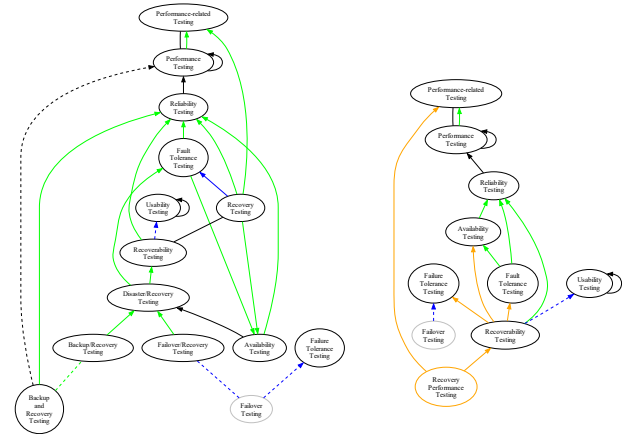 Performance-related
Testing
Performance
Testing
Reliability
Testing
Fault
Tolerance
Testing
Usability
Testing
Recovery
Testing
Recoverability
Testing
Disaster/Recovery
Testing
Backup/Recovery
Testing
Failover/Recovery
Testing
Availability
Testing
Failure
Tolerance
Testing
Backup
and
Recovery
Testing
Failover
Testing
Performance-related
Testing
Performance
Testing
Reliability
Testing
Availability
Testing
Failure
Tolerance
Testing
Fault
Tolerance
Testing
Usability
Testing
Failover
Testing
Recoverability
Testing
Recovery
Performance
Testing